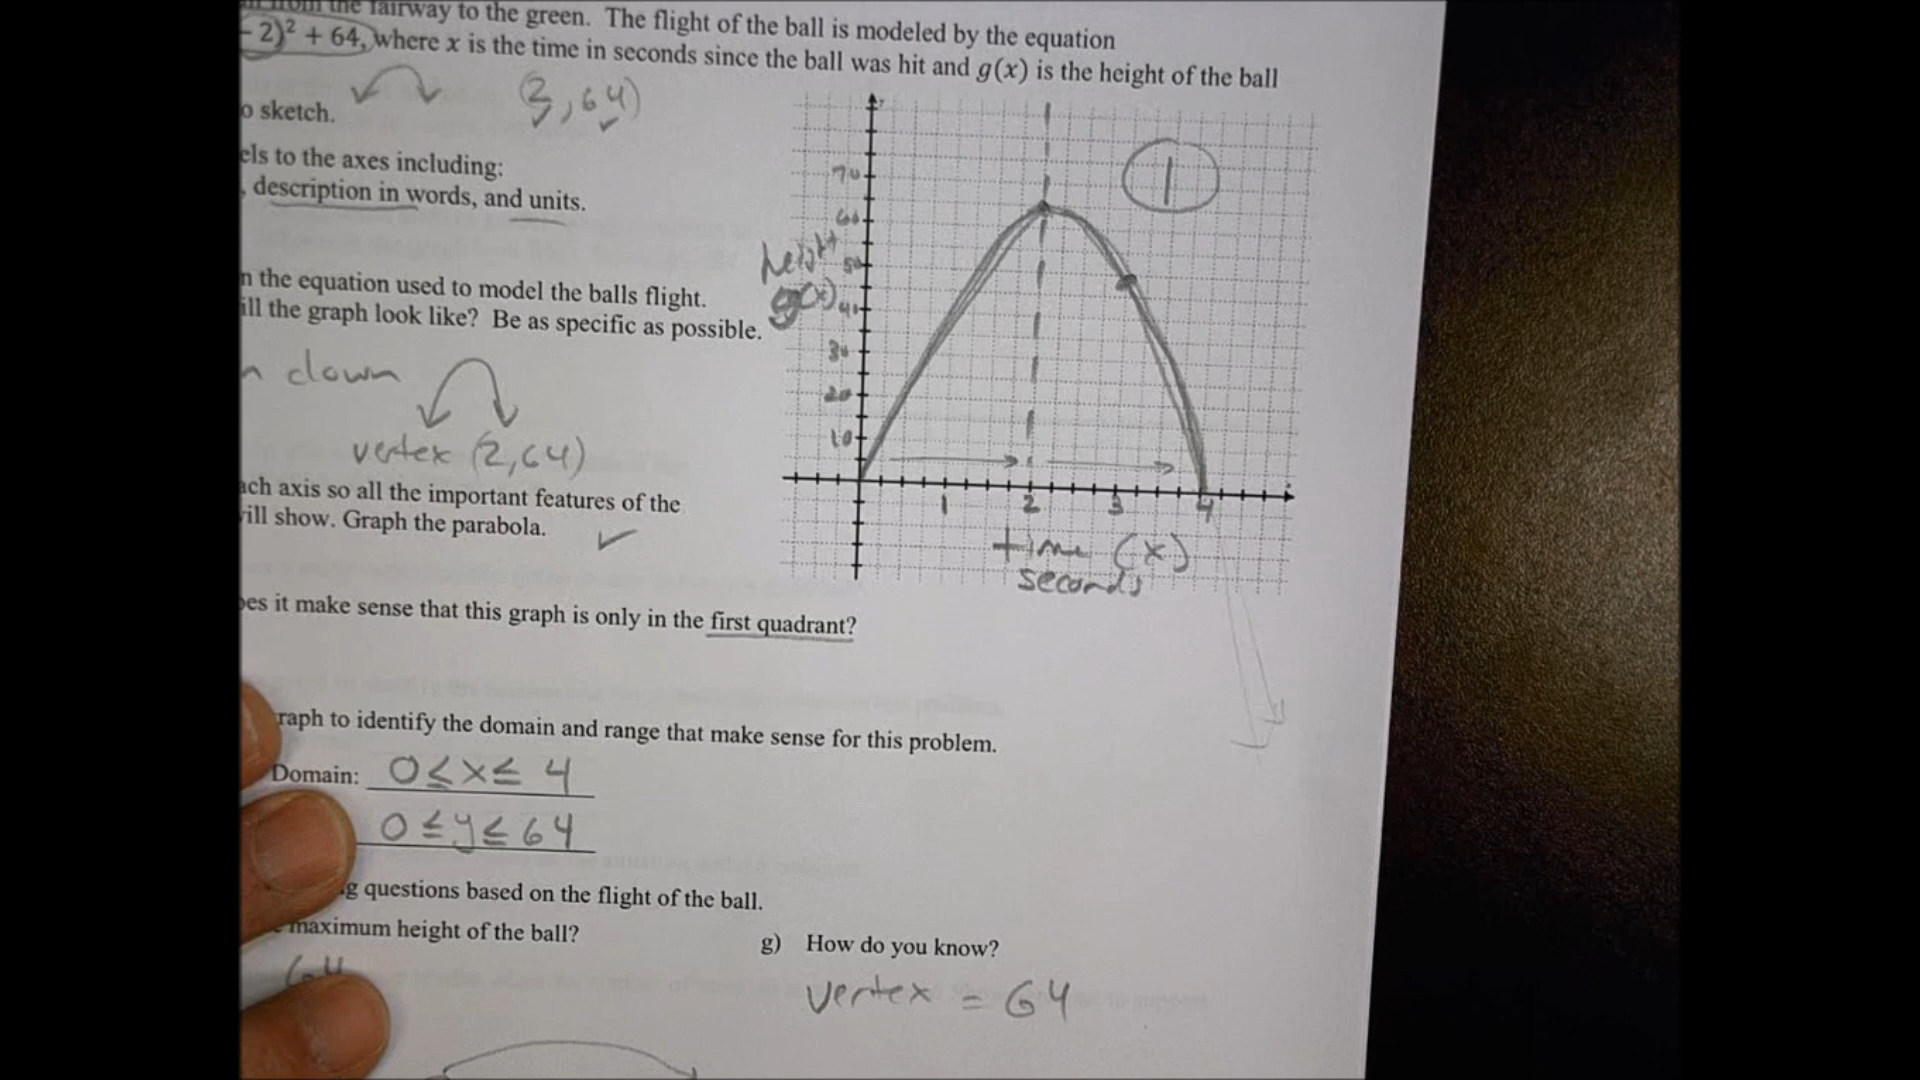 from the fairway to the green. The flight of the ball is modeled by the equation
- 2)² + 64, where x is the time in seconds since the ball was hit and g(x) is the height of the ball
(2, 64)
o sketch.
els to the axes including:
, description in words, and units.
n the equation used to model the balls flight.
ill the graph look like? Be as specific as possible.
n down
vertex (2, 64)
ach axis so all the important features of the
ill show. Graph the parabola.
y
1
70
60
height
50
g(x)
40
30
20
10
1 2 3 4
time (x)
seconds
oes it make sense that this graph is only in the first quadrant?
raph to identify the domain and range that make sense for this problem.
Domain: 0 ≤ x ≤ 4
0 ≤ y ≤ 64
g questions based on the flight of the ball.
maximum height of the ball?
g) How do you know?
64
vertex = 64